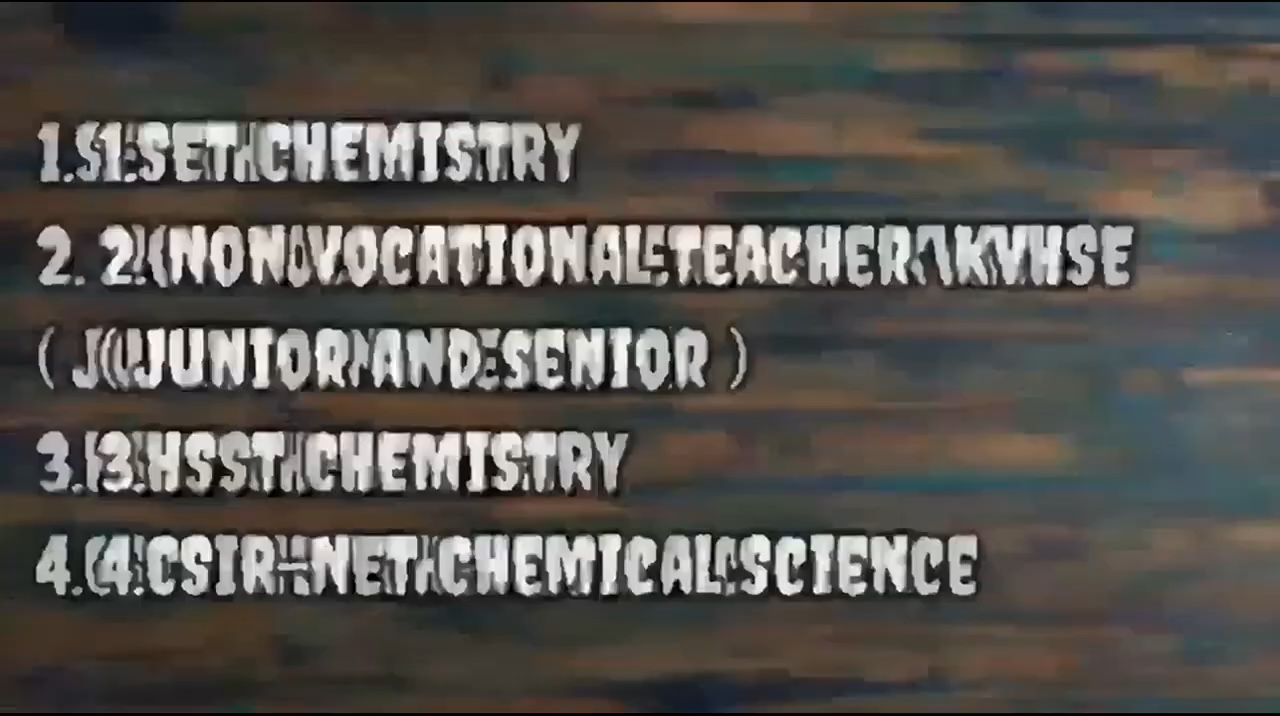 1. SET CHEMISTRY
2. (NON VOCATIONAL TEACHER) KVHSE
( JUNIOR AND SENIOR )
3. HSST CHEMISTRY
4. CSIR-NET CHEMICAL SCIENCE